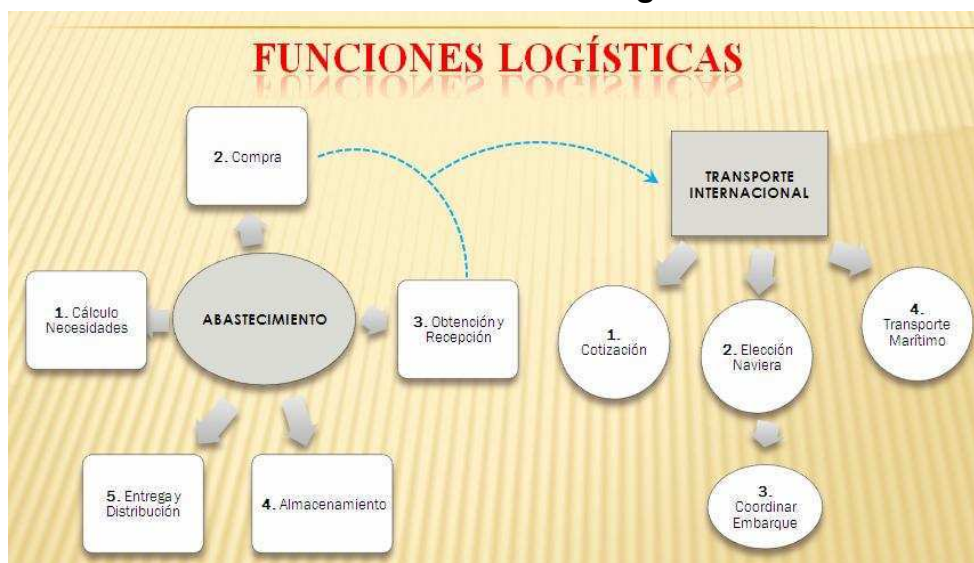 FUNCIONES LOGÍSTICAS
2. Compra
TRANSPORTE
INTERNACIONAL
1. Cálculo
Necesidades
ABASTECIMIENTO
3. Obtención y
Recepción
1.
Cotización
2. Elección
Naviera
4.
Transporte
Marítimo
5. Entrega y
Distribución
4. Almacenamiento
3.
Coordinar
Embarque